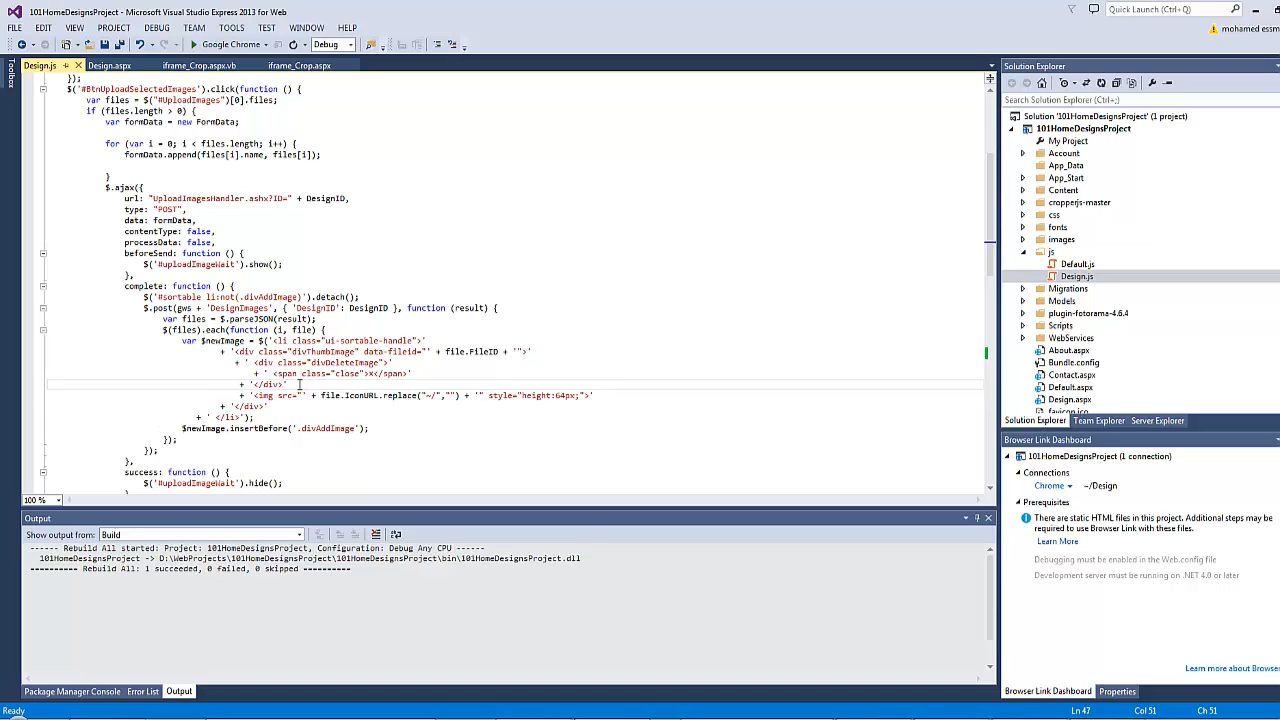 101HomeDesignsProject - Microsoft Visual Studio Express 2013 for Web
Quick Launch (Ctrl+Q)
FILE EDIT VIEW PROJECT DEBUG TEAM TOOLS TEST WINDOW HELP
mohamed essm
Google Chrome Debug
Toolbox
Design.js Design.aspx iframe_Crop.aspx.vb iframe_Crop.aspx
});
$('#BtnUploadSelectedImages').click(function () {
var files = $("#UploadImages")[0].files;
if (files.length > 0) {
var formData = new FormData;
for (var i = 0; i < files.length; i++) {
formData.append(files[i].name, files[i]);
}
$.ajax({
url: "UploadImagesHandler.ashx?ID=" + DesignID,
type: "POST",
data: formData,
contentType: false,
processData: false,
beforeSend: function () {
$('#uploadImageWait').show();
},
complete: function () {
$('#sortable li:not(.divAddImage)').detach();
$.post(gws + 'DesignImages', { 'DesignID': DesignID }, function (result) {
var files = $.parseJSON(result);
$(files).each(function (i, file) {
var $newImage = $('<li class="ui-sortable-handle">'
+ '<div class="divThumbImage" data-fileid="' + file.FileID + '">'
+ ' <div class="divDeleteImage">'
+ ' <span class="close">x</span>'
+ '</div>'
+ '<img src="' + file.IconURL.replace("~/","") + '" style="height:64px;">'
+ '</div>'
+ ' </li>');
$newImage.insertBefore('.divAddImage');
});
});
},
success: function () {
$('#uploadImageWait').hide();
100 %
Output
Show output from: Build
------ Rebuild All started: Project: 101HomeDesignsProject, Configuration: Debug Any CPU ------
101HomeDesignsProject -> D:\WebProjects\101HomeDesignsProject\101HomeDesignsProject\bin\101HomeDesignsProject.dll
========== Rebuild All: 1 succeeded, 0 failed, 0 skipped ==========
Package Manager Console Error List Output
Solution Explorer
Search Solution Explorer (Ctrl+;)
Solution '101HomeDesignsProject' (1 project)
101HomeDesignsProject
My Project
Account
App_Data
App_Start
Content
cropperjs-master
css
fonts
images
js
Default.js
Design.js
Migrations
Models
plugin-fotorama-4.6.4
Scripts
WebServices
About.aspx
Bundle.config
Contact.aspx
Default.aspx
Design.aspx
favicon.ico
Solution Explorer Team Explorer Server Explorer
Browser Link Dashboard
101HomeDesignsProject (1 connection)
Connections
Chrome ~/Design
Prerequisites
There are static HTML files in this project. Additional steps may be
required to use Browser Link with these files.
Learn More
Debugging must be enabled in the Web.config file
Development server must be running on .NET 4.0 or later
Learn more about Browse
Browser Link Dashboard Properties
Ready Ln 47 Col 51 Ch 51